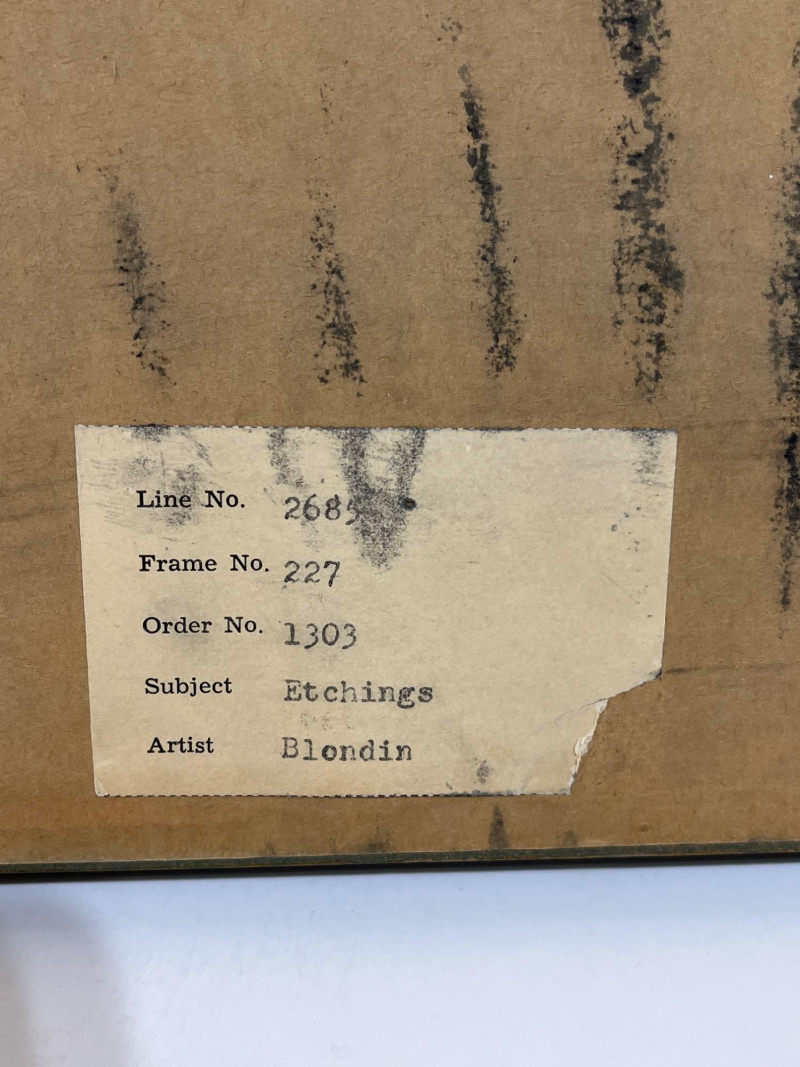 Line No. 2685
Frame No. 227
Order No. 1303
Subject Etchings
Artist Blondin